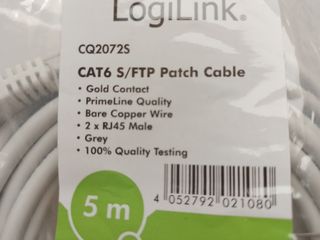 LogiLink®
CQ2072S
CAT6 S/FTP Patch Cable
• Gold Contact
• PrimeLine Quality
• Bare Copper Wire
• 2 x RJ45 Male
• Grey
• 100% Quality Testing
5 m
4 052792 021080